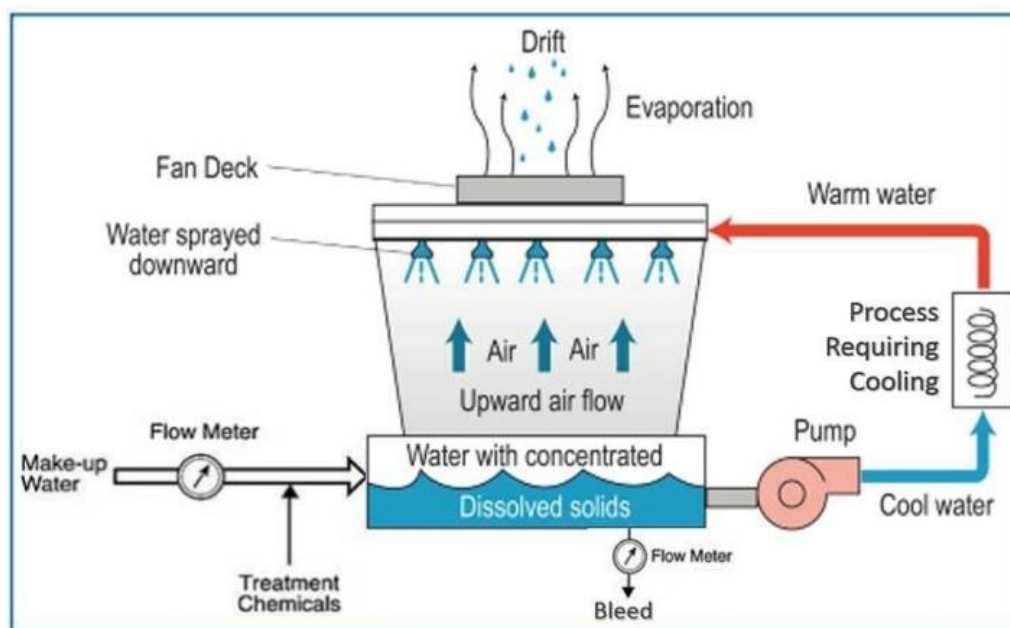 Drift
Evaporation
Fan Deck
Warm water
Water sprayed
downward
Process
Requiring
Cooling
Air
Air
Upward air flow
Flow Meter
Make-up
Water
Water with concentrated
Dissolved solids
Pump
Cool water
Treatment
Chemicals
Flow Meter
Bleed